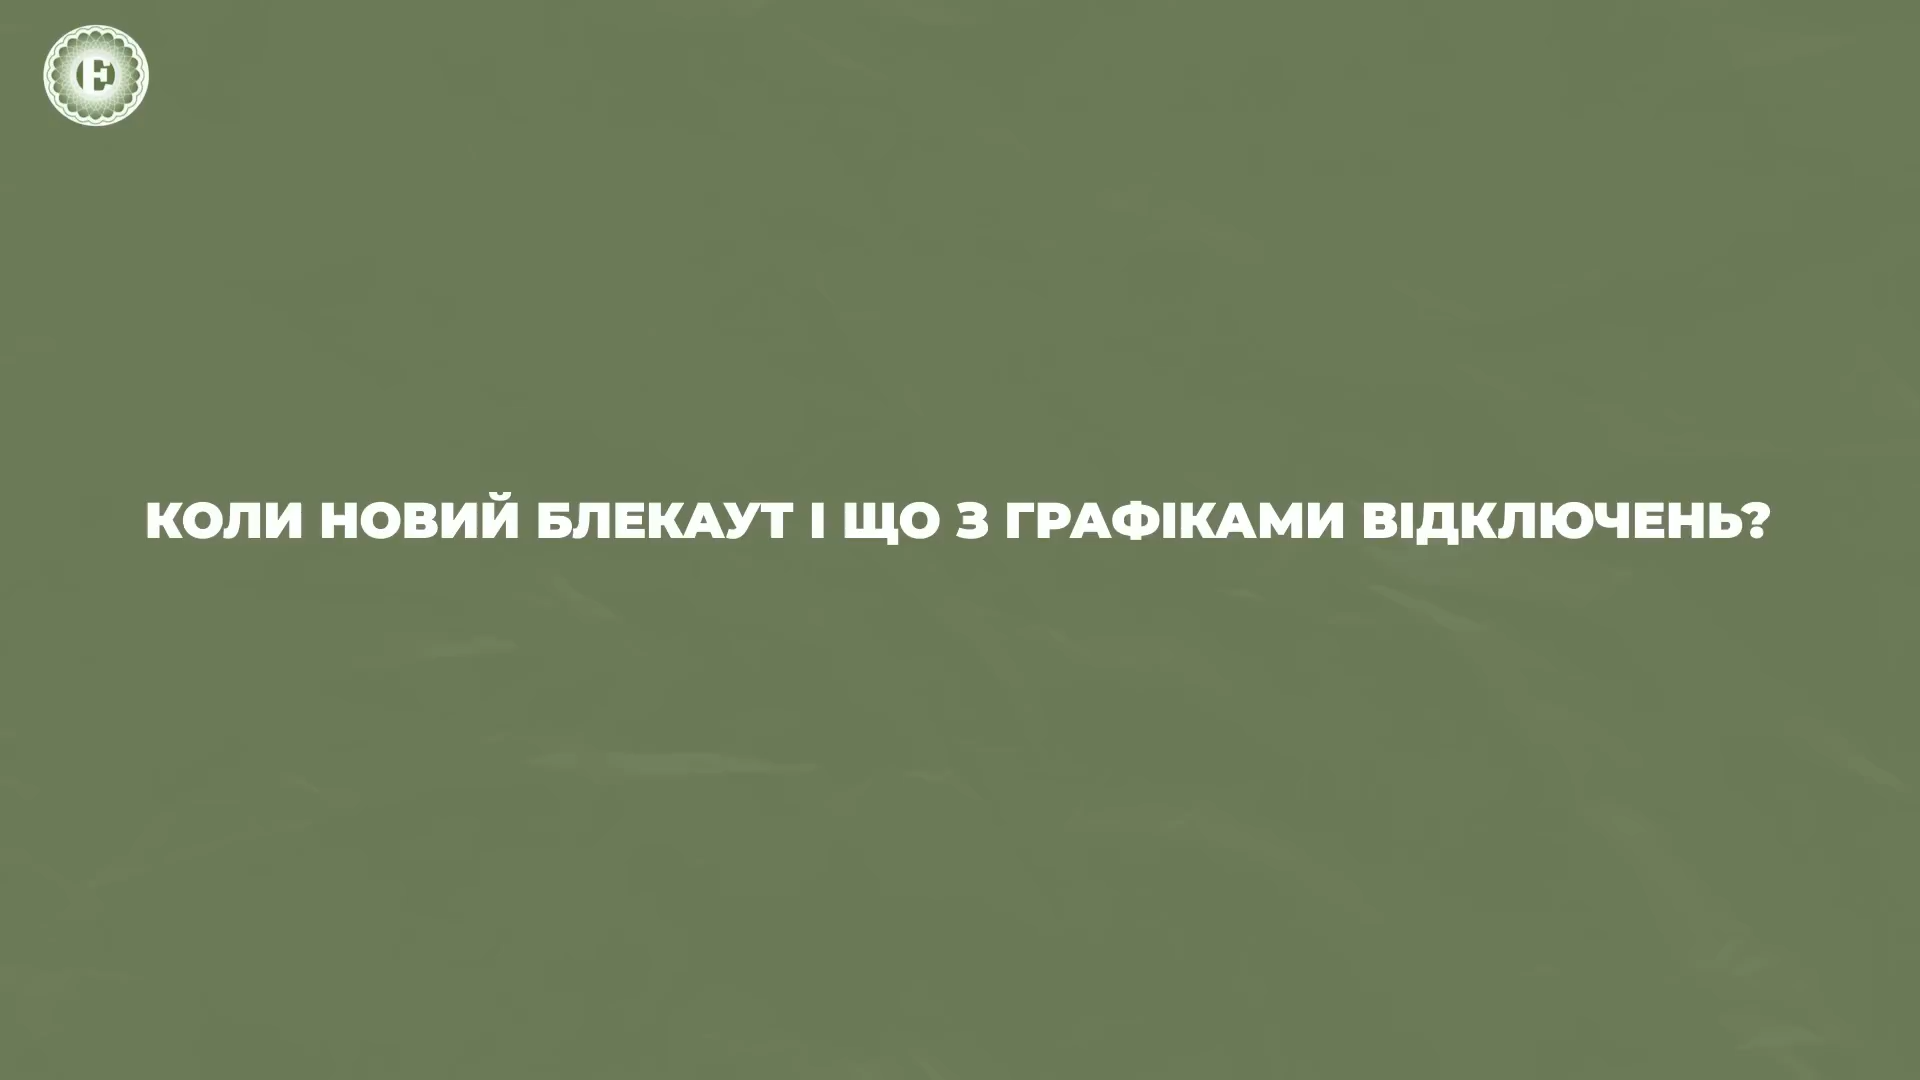 Е
КОЛИ НОВИЙ БЛЕКАУТ І ЩО З ГРАФІКАМИ ВІДКЛЮЧЕНЬ?